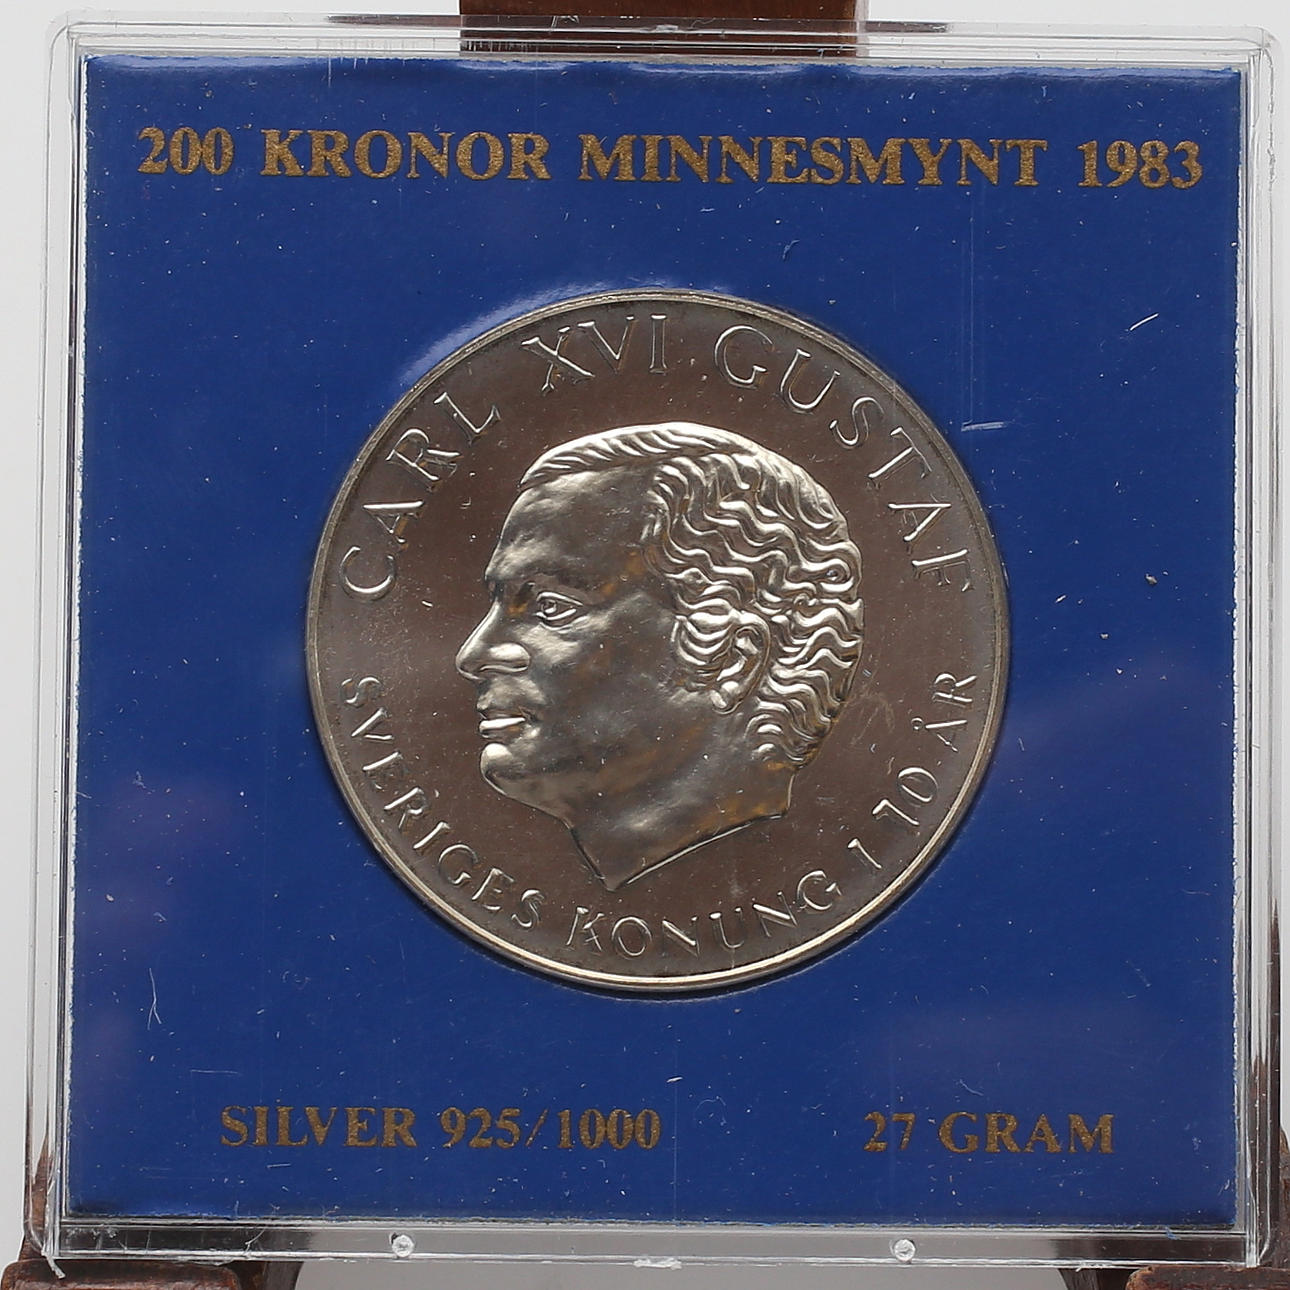 200 KRONOR MINNESMYNT 1983
CARL XVI GUSTAF
SVERIGES KONUNG I 10 ÅR
SILVER 925/1000 27 GRAM